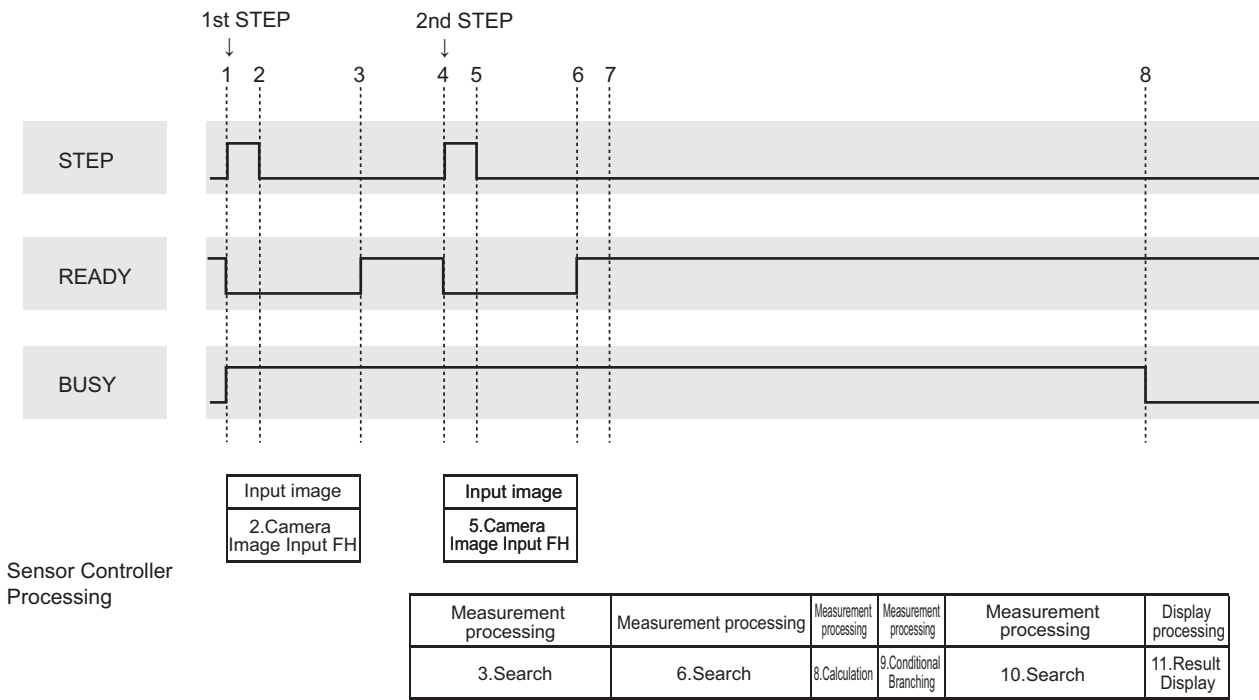 1st STEP 2nd STEP
↓ ↓
1 2 3 4 5 6 7 8
STEP
READY
BUSY
Input image
2.Camera
Image Input FH
Input image
5.Camera
Image Input FH
Sensor Controller
Processing
Measurement
processing
Measurement processing
Measurement
processing
Measurement
processing
Measurement
processing
Display
processing
3.Search
6.Search
8.Calculation
9.Conditional
Branching
10.Search
11.Result
Display